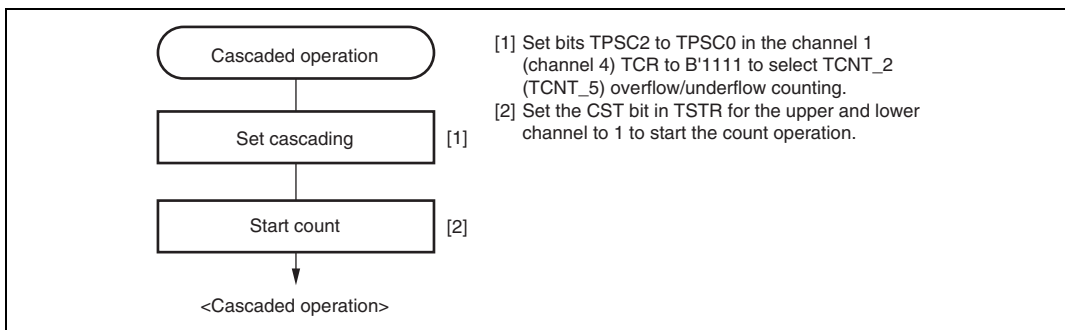 Cascaded operation
Set cascading
[1]
Start count
[2]
<Cascaded operation>
[1] Set bits TPSC2 to TPSC0 in the channel 1
(channel 4) TCR to B'1111 to select TCNT_2
(TCNT_5) overflow/underflow counting.
[2] Set the CST bit in TSTR for the upper and lower
channel to 1 to start the count operation.